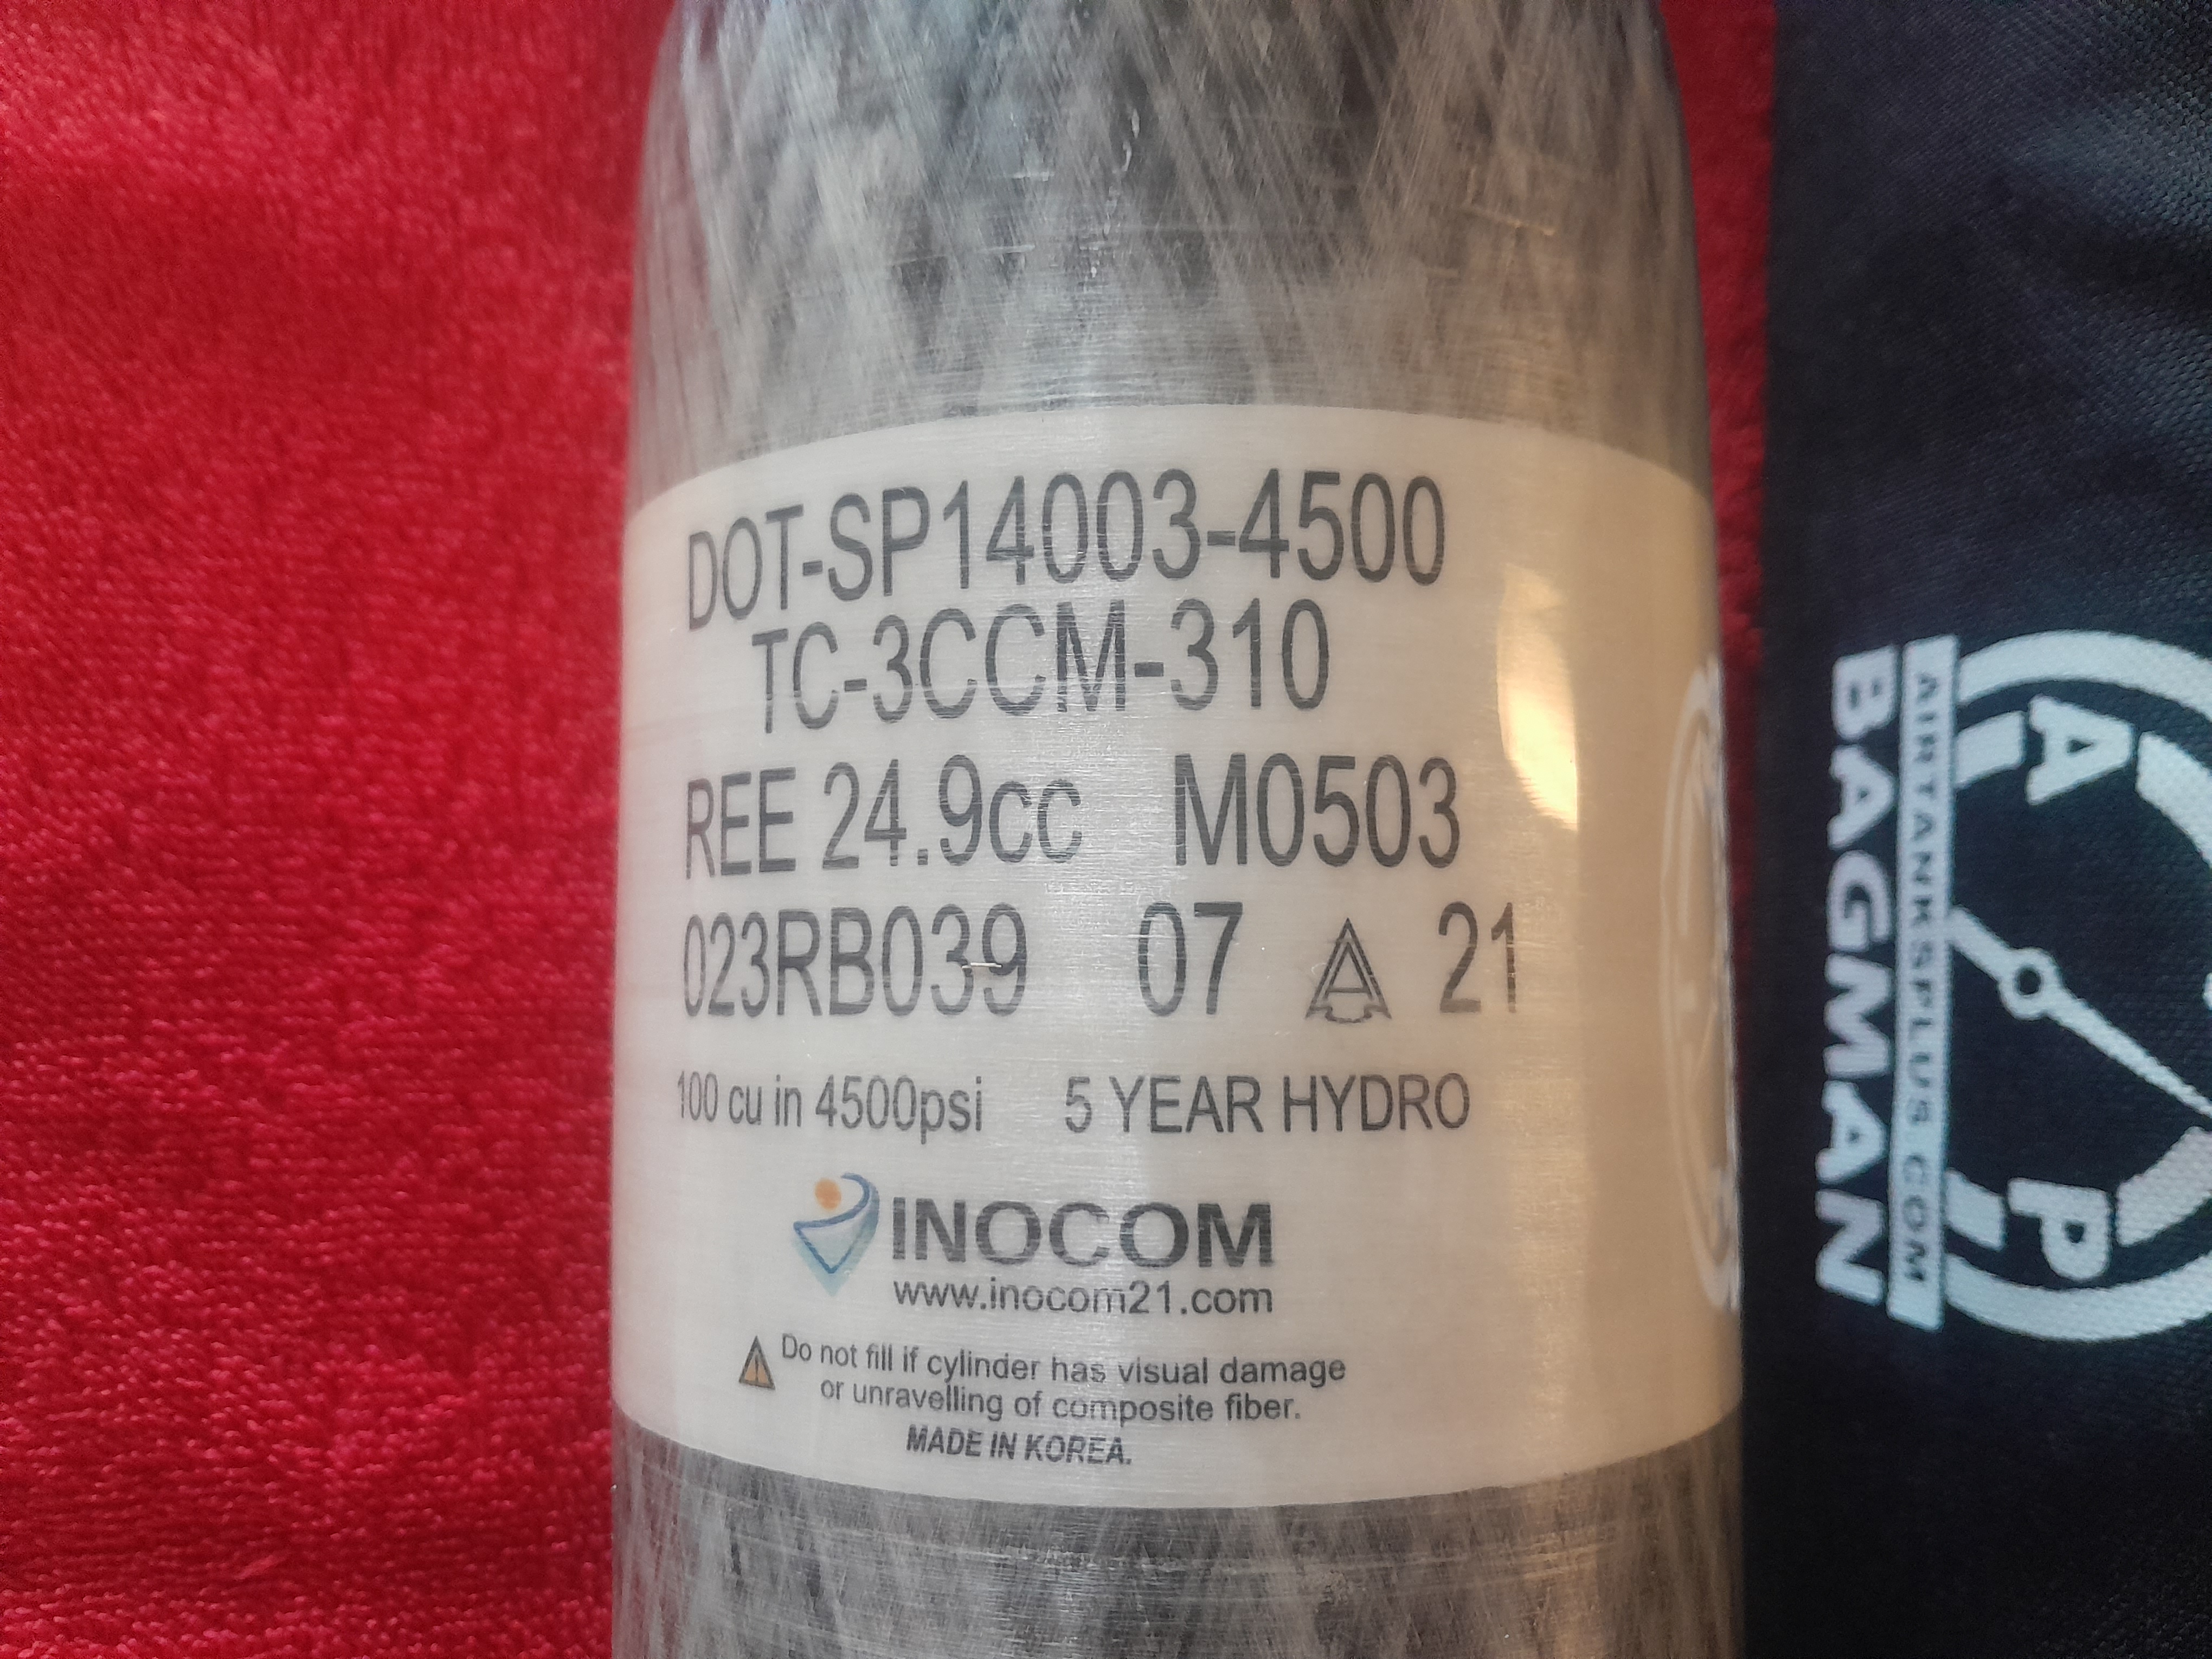 DOT-SP14003-4500
TC-3CCM-310
REE 24.9cc M0503
023RB039 07 A 21
100 cu in 4500psi 5 YEAR HYDRO
INOCOM
www.inocom21.com
Do not fill if cylinder has visual damage
or unravelling of composite fiber.
MADE IN KOREA.
A P
AIRTANKSPLUS COM
BAGMAN